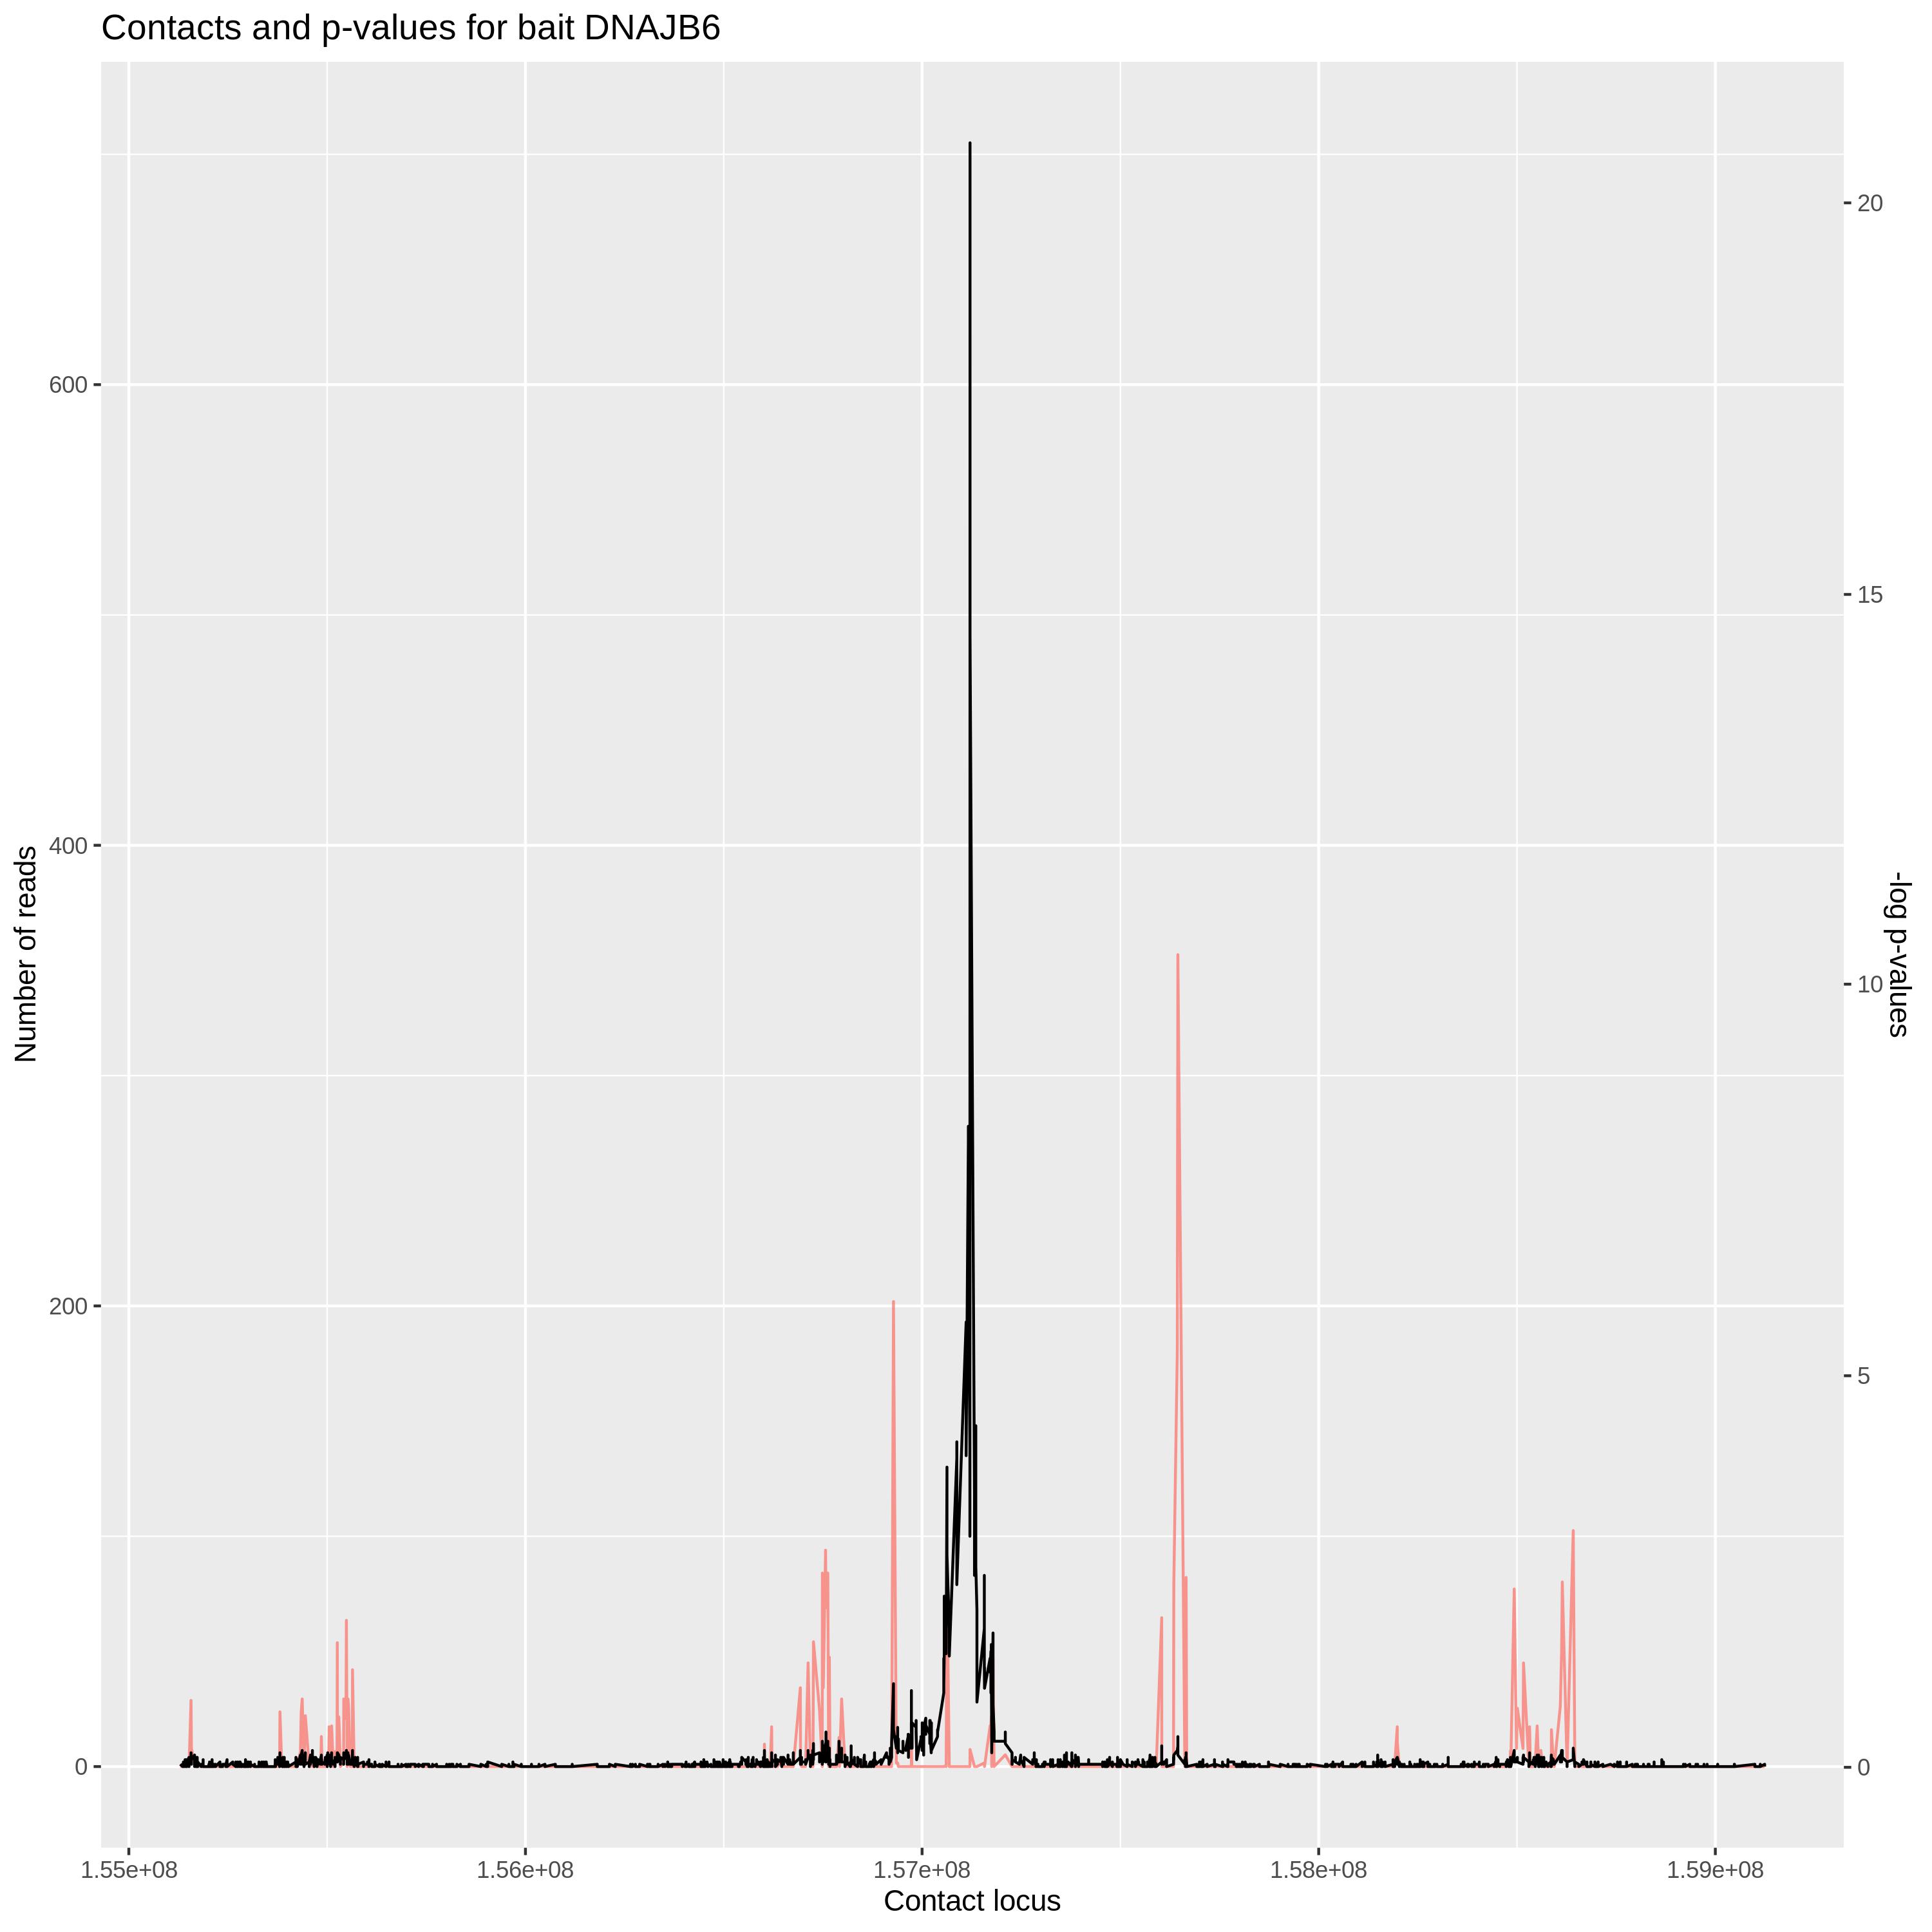 Contacts and p-values for bait DNAJB6
Number of reads
600
400
200
0
20
15
10
5
0
-log p-values
1.55e+08
1.56e+08
1.57e+08
1.58e+08
1.59e+08
Contact locus